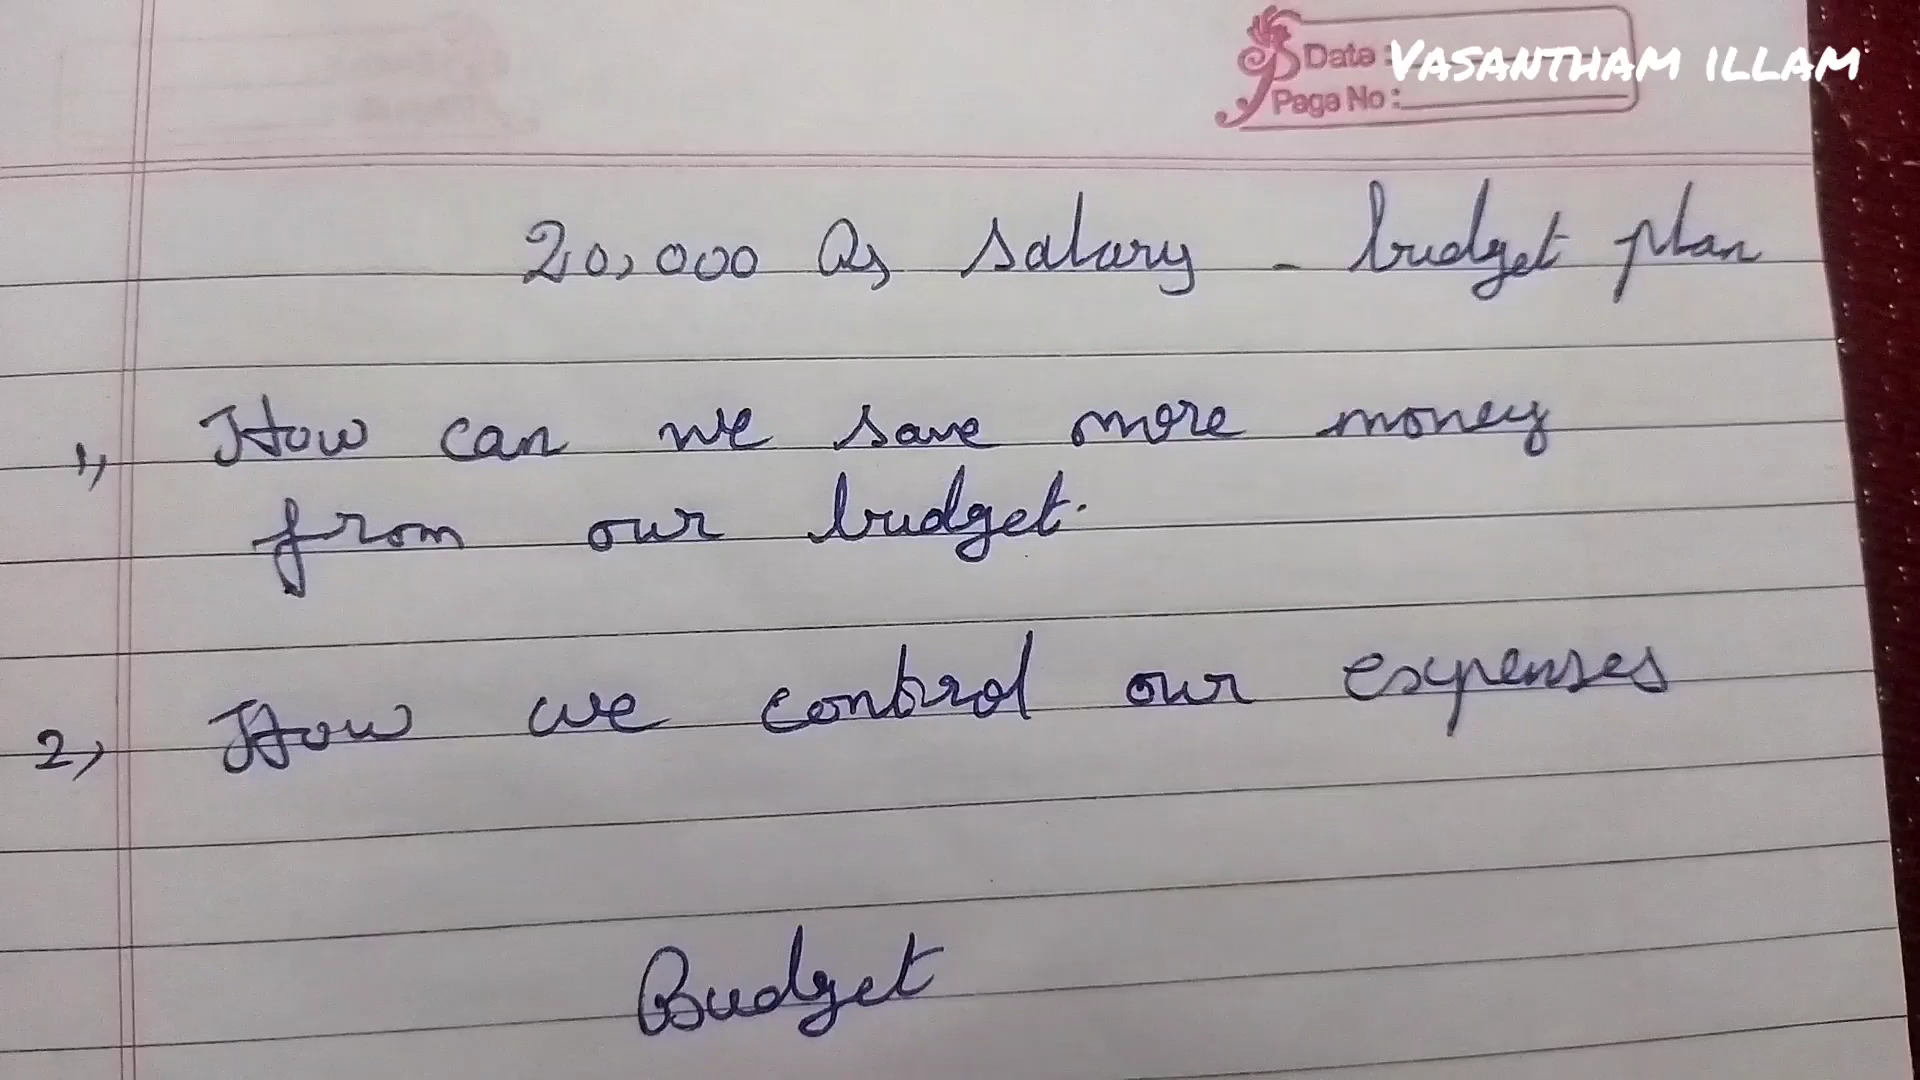 Date :
VASANTHAM ILLAM
Page No :
20,000 Rs salary - budget plan
1, How can we save more money
from our budget.
2, How we control our expenses
Budget